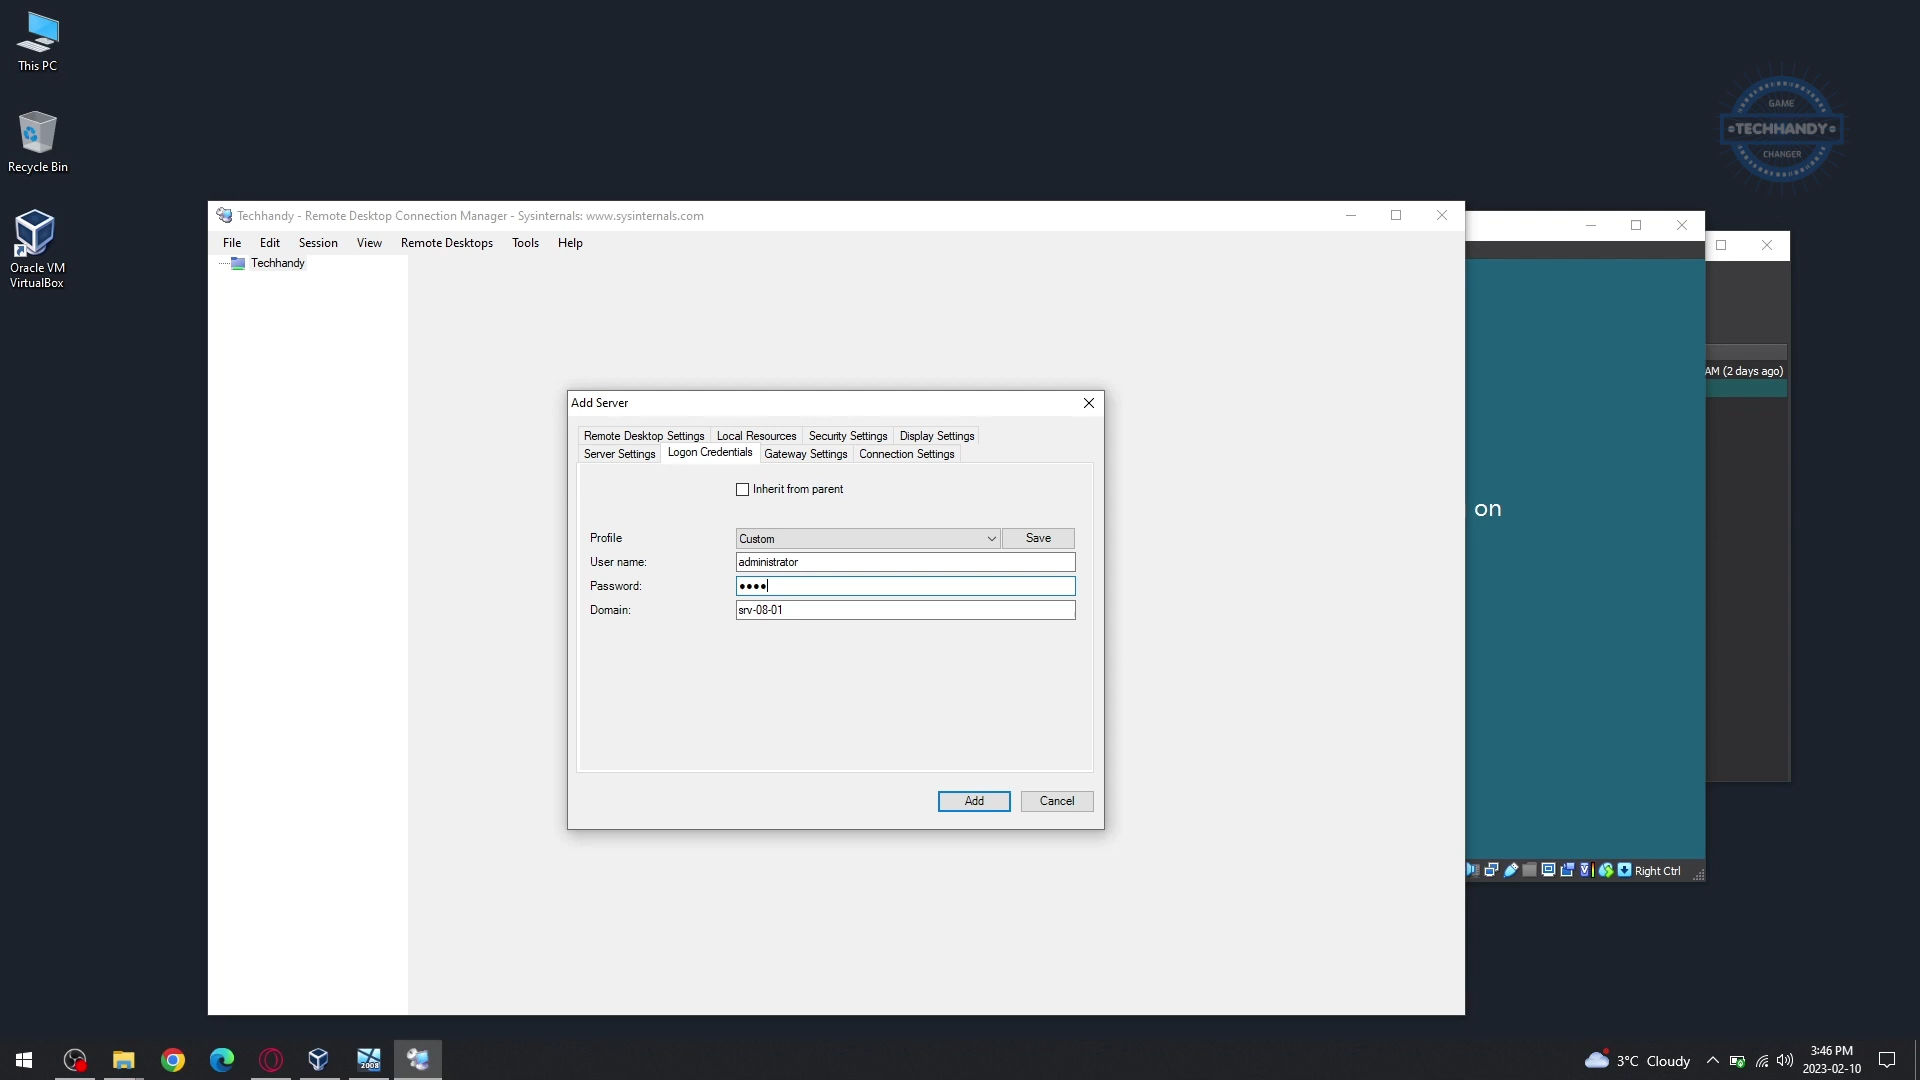 This PC
Recycle Bin
Oracle VM
VirtualBox
GAME
TECHHANDY
CHANGER
Techhandy - Remote Desktop Connection Manager - Sysinternals: www.sysinternals.com
File Edit Session View Remote Desktops Tools Help
Techhandy
AM (2 days ago)
Add Server
Remote Desktop Settings Local Resources Security Settings Display Settings
Server Settings Logon Credentials Gateway Settings Connection Settings
Inherit from parent
Profile Custom Save
User name: administrator
Password: ••••
Domain: srv-08-01
Add Cancel
on
Right Ctrl
2008
3°C Cloudy
3:46 PM
2023-02-10